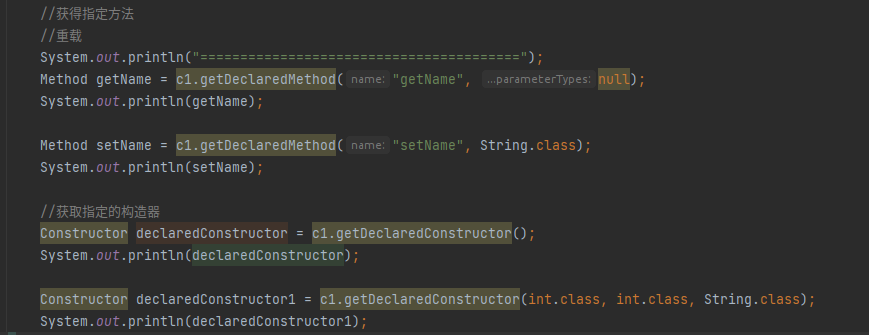 //获得指定方法
//重载
System.out.println("========================================");
Method getName = c1.getDeclaredMethod( name: "getName", ...parameterTypes: null);
System.out.println(getName);
Method setName = c1.getDeclaredMethod( name: "setName", String.class);
System.out.println(setName);
//获取指定的构造器
Constructor declaredConstructor = c1.getDeclaredConstructor();
System.out.println(declaredConstructor);
Constructor declaredConstructor1 = c1.getDeclaredConstructor(int.class, int.class, String.class);
System.out.println(declaredConstructor1);